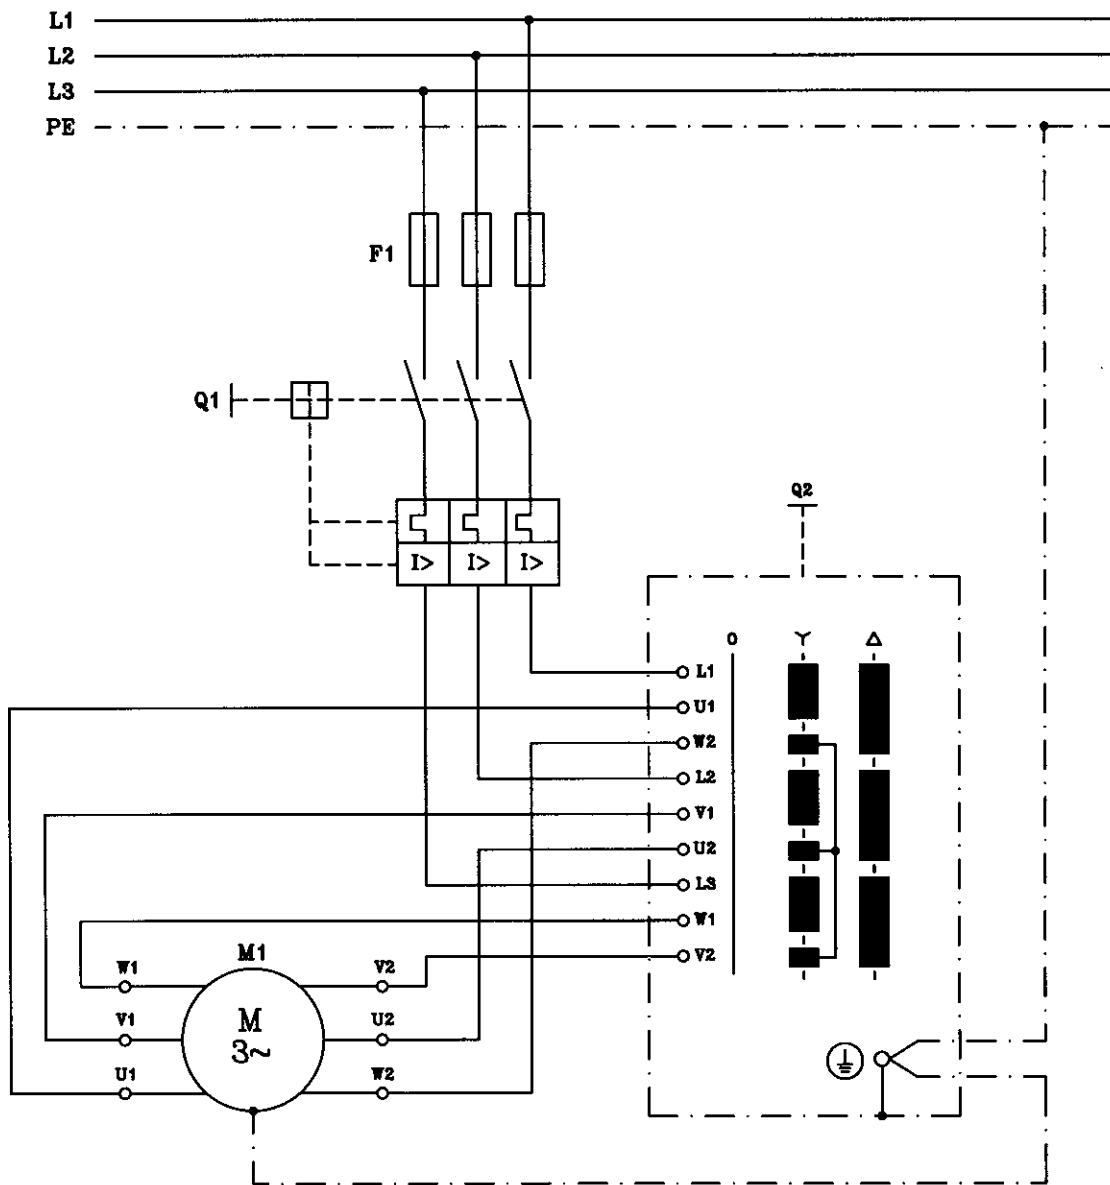 L1
L2
L3
PE
F1
Q1
I> I> I>
Q2
0 Y Δ
L1
U1
W2
L2
V1
U2
L3
W1
V2
M1
W1 V2
V1 U2
U1 W2
M
3~